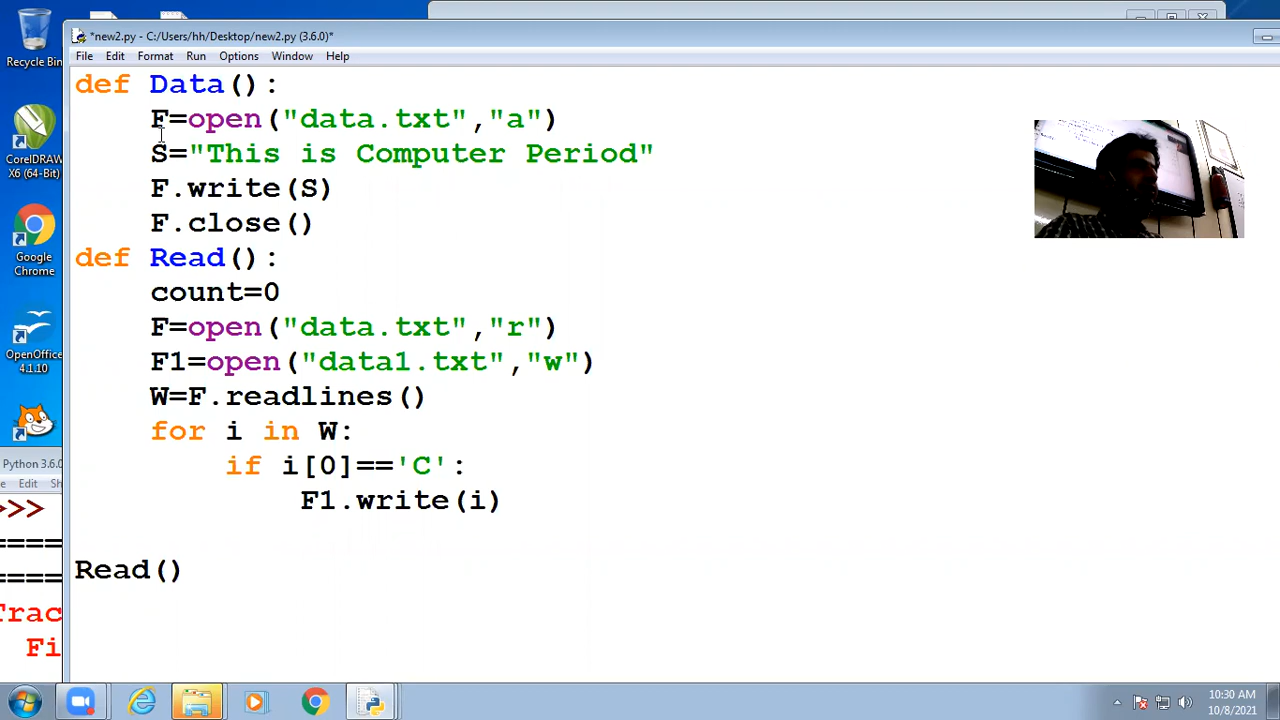 Recycle Bin
CorelDRAW X6 (64-Bit)
Google Chrome
OpenOffice 4.1.10
*new2.py - C:/Users/hh/Desktop/new2.py (3.6.0)*
File Edit Format Run Options Window Help
def Data():
    F=open("data.txt","a")
    S="This is Computer Period"
    F.write(S)
    F.close()
def Read():
    count=0
    F=open("data.txt","r")
    F1=open("data1.txt","w")
    W=F.readlines()
    for i in W:
        if i[0]=='C':
            F1.write(i)
Read()
Python 3.6.0
Edit
>>>
====
====
Trac
Fi
10:30 AM
10/8/2021